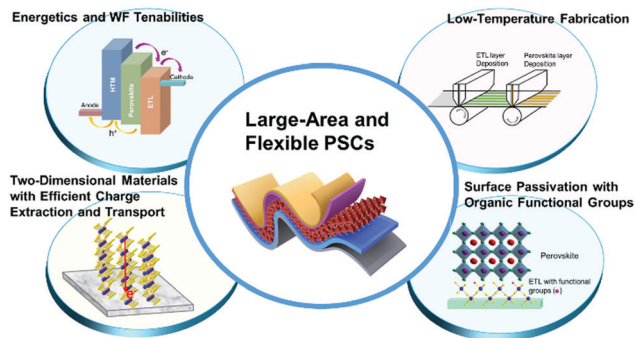 Energetics and WF Tenabilities
HTM
Perovskite
ETL
e-
Cathode
Anode
h+
Low-Temperature Fabrication
ETL layer
Deposition
Perovskite layer
Deposition
Large-Area and
Flexible PSCs
Two-Dimensional Materials
with Efficient Charge
Extraction and Transport
e-
Surface Passivation with
Organic Functional Groups
Perovskite
ETL with functional
groups (●)